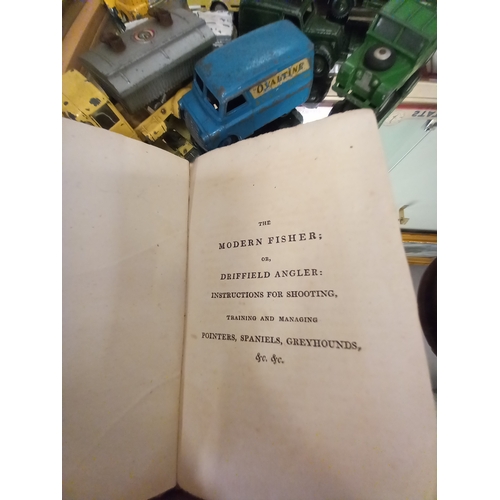 OVALTINE
THE
MODERN FISHER;
OR,
DRIFFIELD ANGLER:
INSTRUCTIONS FOR SHOOTING,
TRAINING AND MANAGING
POINTERS, SPANIELS, GREYHOUNDS,
&c. &c.